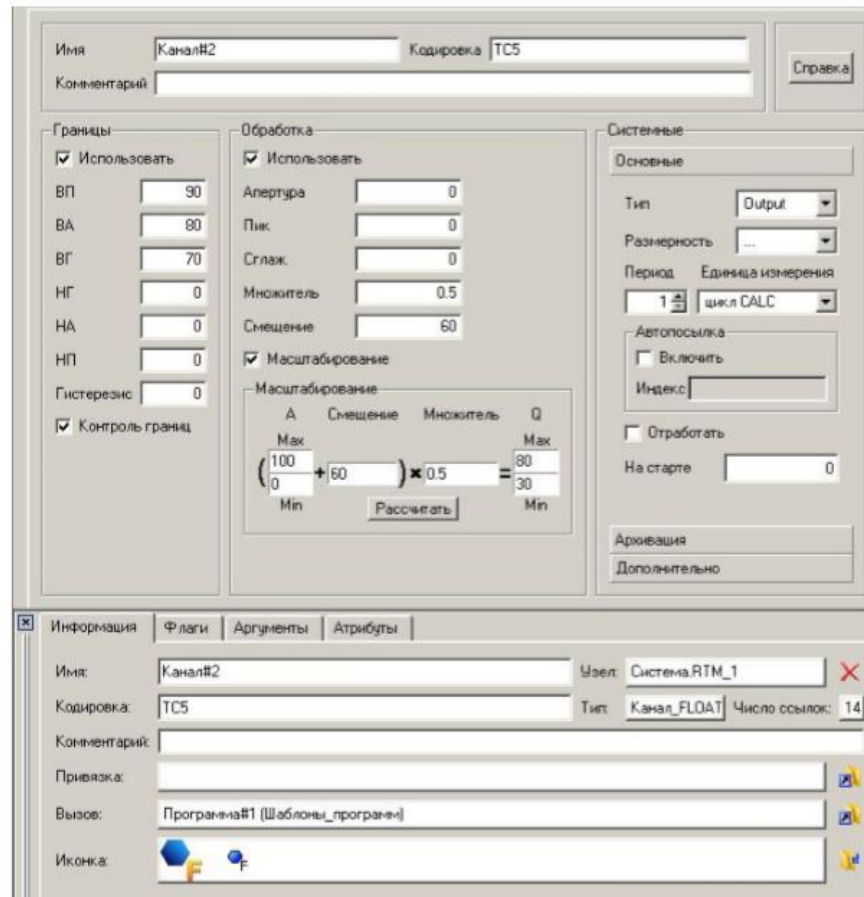 Имя Канал#2 Кодировка TC5
Комментарий
Справка
Границы
Использовать
ВП 90
ВА 80
ВГ 70
НГ 0
НА 0
НП 0
Гистерезис 0
Контроль границ
Обработка
Использовать
Апертура 0
Пик 0
Сглаж. 0
Множитель 0.5
Смещение 60
Масштабирование
Масштабирование
A Смещение Множитель Q
Max Max
( 100 + 60 ) × 0.5 = 80
0 30
Min Рассчитать Min
Системные
Основные
Тип Output
Размерность ...
Период Единица измерения
1 цикл CALC
Автопосылка
Включить
Индекс
Отработать
На старте 0
Архивация
Дополнительно
Информация Флаги Аргументы Атрибуты
Имя: Канал#2 Узел: Система.RTM_1
Кодировка: TC5 Тип: Канал_FLOAT Число ссылок: 14
Комментарий:
Привязка:
Вызов: Программа#1 (Шаблоны_программ)
Иконка: F F